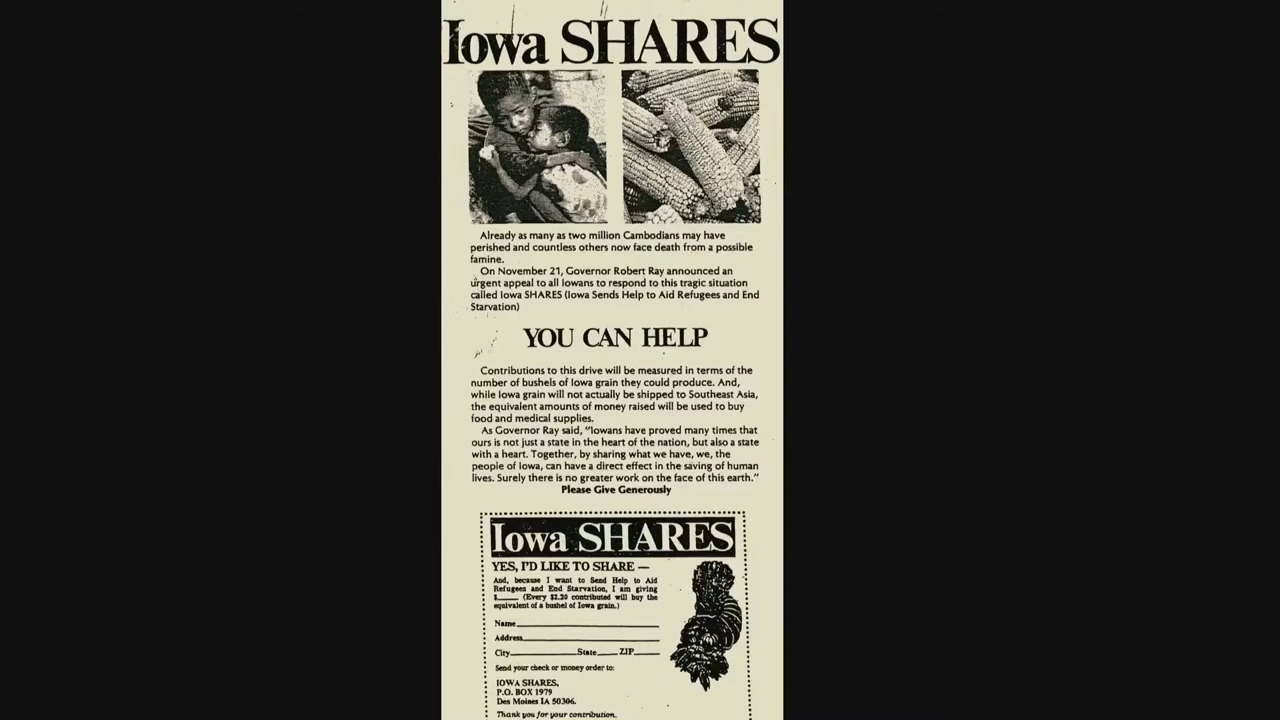 Iowa SHARES
Already as many as two million Cambodians may have
perished and countless others now face death from a possible
famine.
On November 21, Governor Robert Ray announced an
urgent appeal to all Iowans to respond to this tragic situation
called Iowa SHARES (Iowa Sends Help to Aid Refugees and End
Starvation)
YOU CAN HELP
Contributions to this drive will be measured in terms of the
number of bushels of Iowa grain they could produce. And,
while Iowa grain will not actually be shipped to Southeast Asia,
the equivalent amounts of money raised will be used to buy
food and medical supplies.
As Governor Ray said, "Iowans have proved many times that
ours is not just a state in the heart of the nation, but also a state
with a heart. Together, by sharing what we have, we, the
people of Iowa, can have a direct effect in the saving of human
lives. Surely there is no greater work on the face of this earth."
Please Give Generously
Iowa SHARES
YES, I'D LIKE TO SHARE —
And, because I want to Send Help to Aid
Refugees and End Starvation, I am giving
$_____ (Every $2.20 contributed will buy the
equivalent of a bushel of Iowa grain.)
Name
Address
City State ZIP
Send your check or money order to:
IOWA SHARES,
P.O. BOX 1979
Des Moines IA 50306.
Thank you for your contribution.